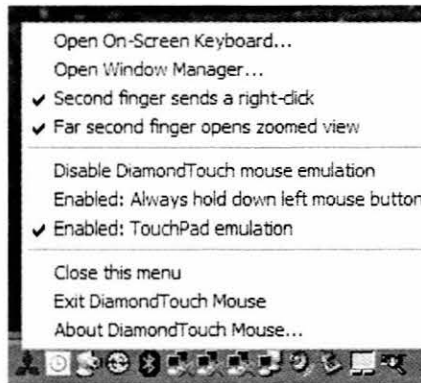 Open On-Screen Keyboard...
Open Window Manager...
Second finger sends a right-click
Far second finger opens zoomed view
Disable DiamondTouch mouse emulation
Enabled: Always hold down left mouse button
Enabled: TouchPad emulation
Close this menu
Exit DiamondTouch Mouse
About DiamondTouch Mouse...